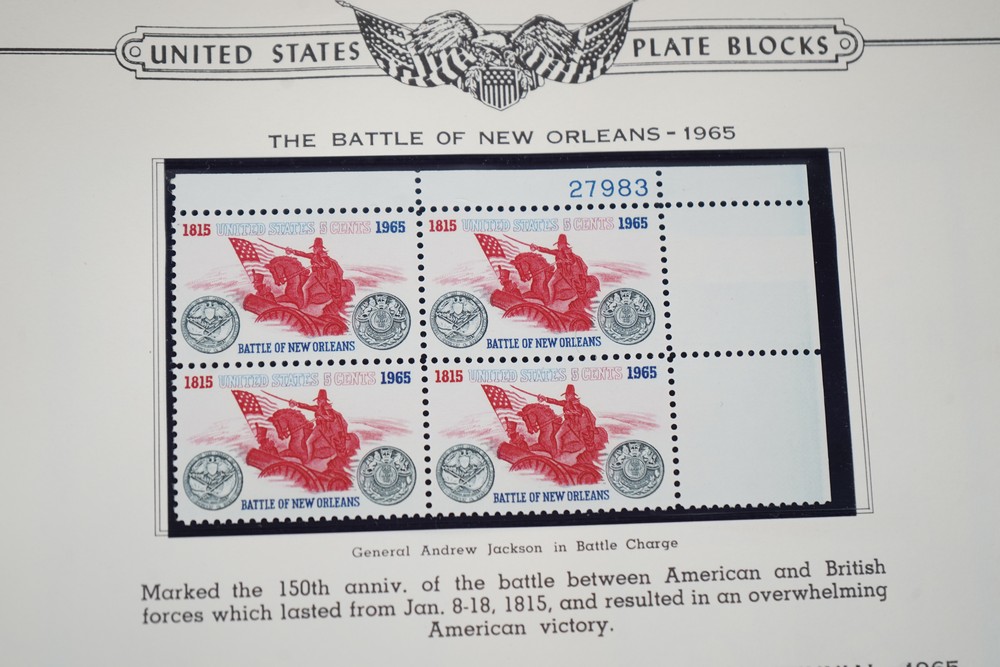 UNITED STATES PLATE BLOCKS
THE BATTLE OF NEW ORLEANS - 1965
27983
1815 UNITED STATES 5 CENTS 1965
BATTLE OF NEW ORLEANS
1815 UNITED STATES 5 CENTS 1965
BATTLE OF NEW ORLEANS
1815 UNITED STATES 5 CENTS 1965
BATTLE OF NEW ORLEANS
1815 UNITED STATES 5 CENTS 1965
BATTLE OF NEW ORLEANS
General Andrew Jackson in Battle Charge
Marked the 150th anniv. of the battle between American and British
forces which lasted from Jan. 8-18, 1815, and resulted in an overwhelming
American victory.
1965